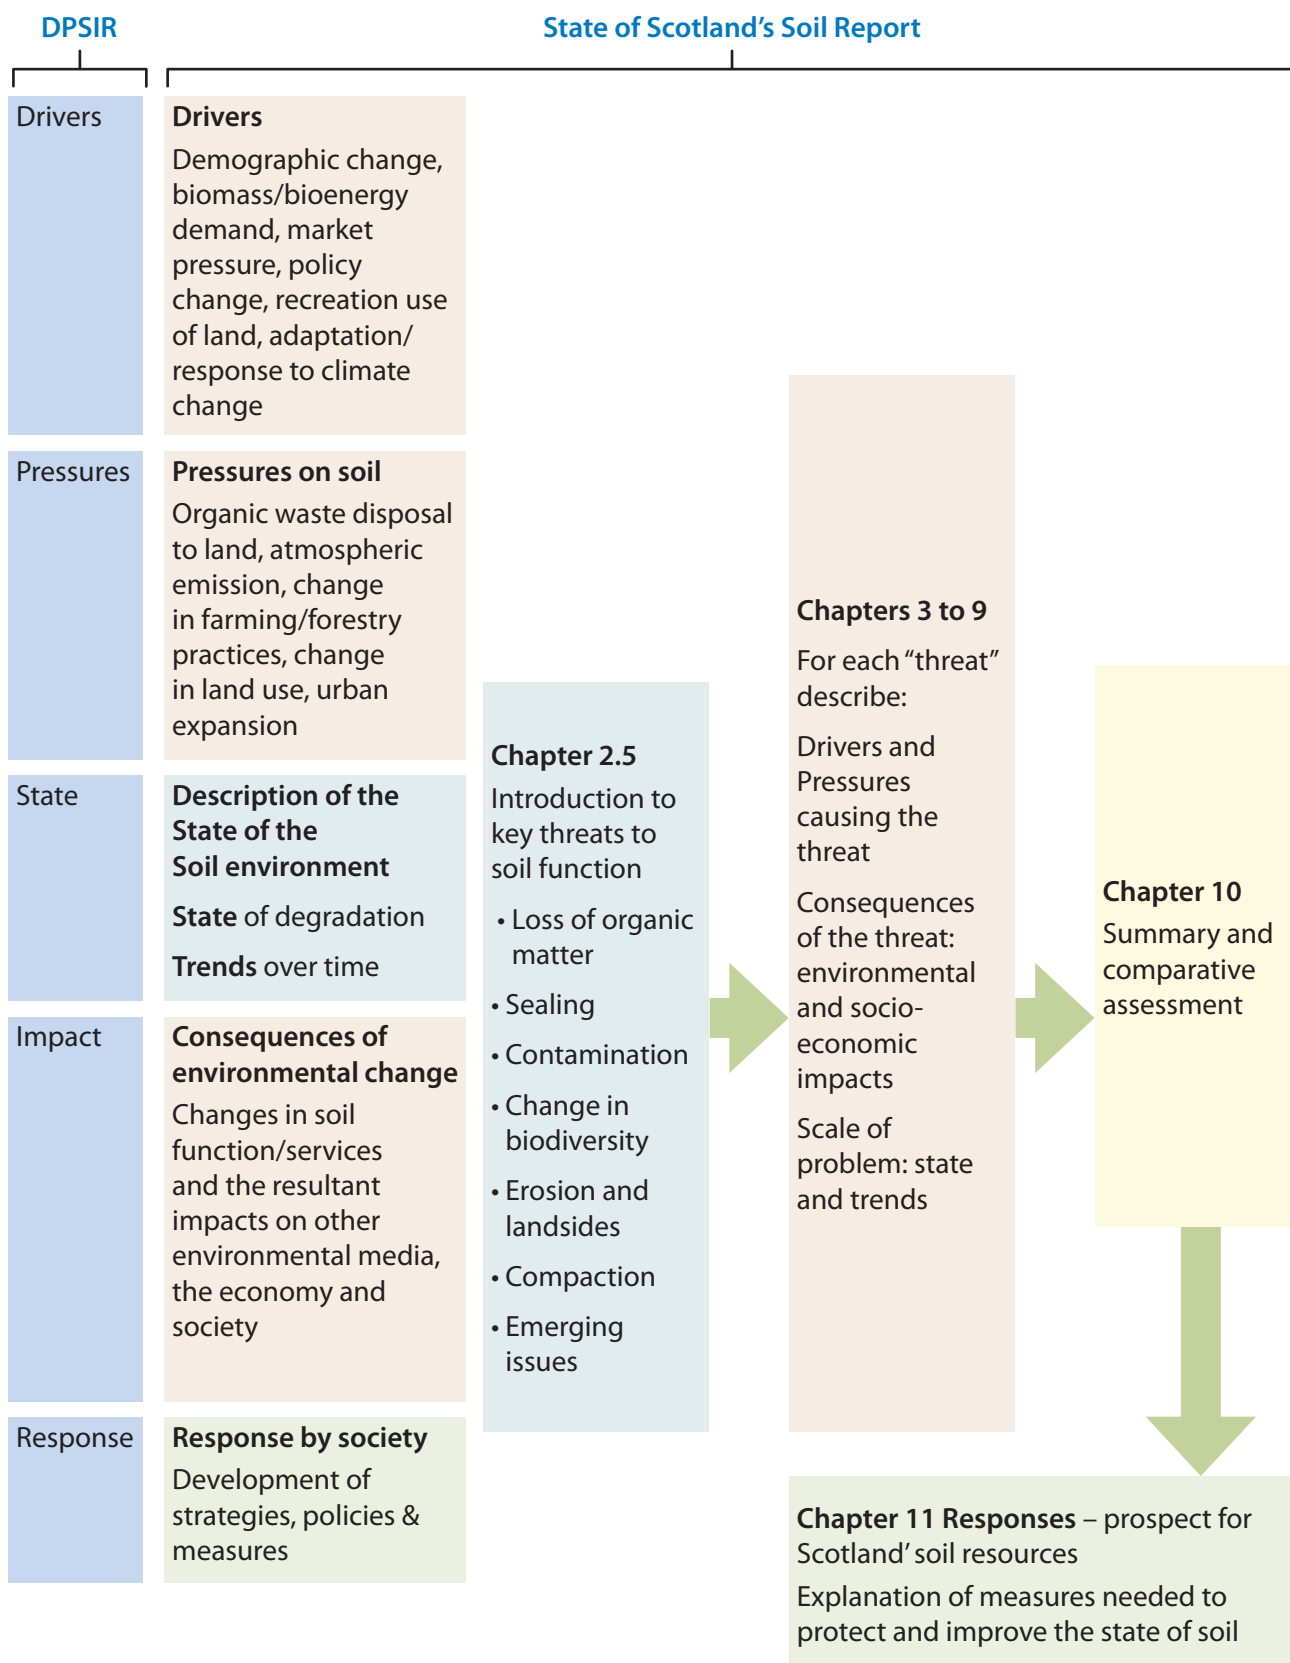 DPSIR
State of Scotland's Soil Report
Drivers
Drivers
Demographic change,
biomass/bioenergy
demand, market
pressure, policy
change, recreation use
of land, adaptation/
response to climate
change
Pressures
Pressures on soil
Organic waste disposal
to land, atmospheric
emission, change
in farming/forestry
practices, change
in land use, urban
expansion
State
Description of the
State of the
Soil environment
State of degradation
Trends over time
Impact
Consequences of
environmental change
Changes in soil
function/services
and the resultant
impacts on other
environmental media,
the economy and
society
Response
Response by society
Development of
strategies, policies &
measures
Chapter 2.5
Introduction to
key threats to
soil function
• Loss of organic
matter
• Sealing
• Contamination
• Change in
biodiversity
• Erosion and
landsides
• Compaction
• Emerging
issues
Chapters 3 to 9
For each “threat”
describe:
Drivers and
Pressures
causing the
threat
Consequences
of the threat:
environmental
and socio-
economic
impacts
Scale of
problem: state
and trends
Chapter 10
Summary and
comparative
assessment
Chapter 11 Responses – prospect for
Scotland' soil resources
Explanation of measures needed to
protect and improve the state of soil